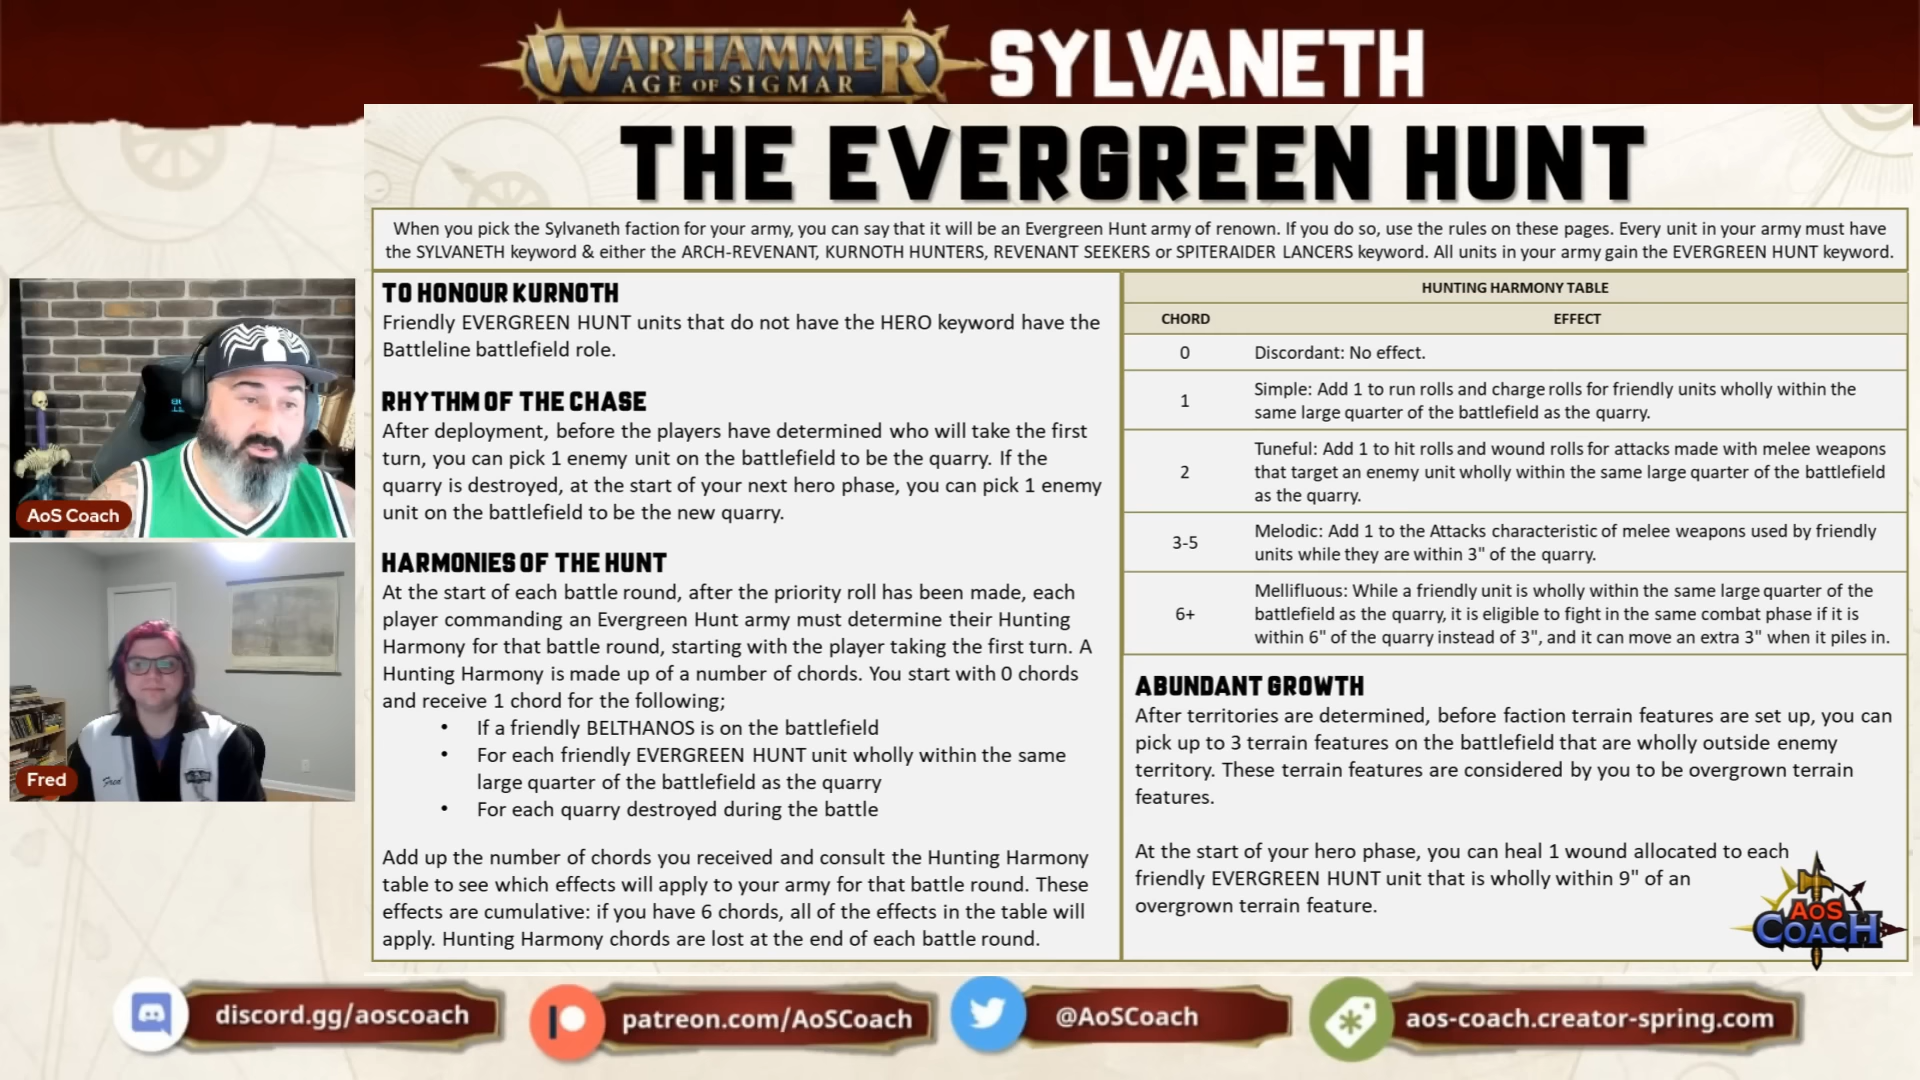 WARHAMMER
AGE OF SIGMAR
SYLVANETH
THE EVERGREEN HUNT
When you pick the Sylvaneth faction for your army, you can say that it will be an Evergreen Hunt army of renown. If you do so, use the rules on these pages. Every unit in your army must have
the SYLVANETH keyword & either the ARCH-REVENANT, KURNOTH HUNTERS, REVENANT SEEKERS or SPITERAIDER LANCERS keyword. All units in your army gain the EVERGREEN HUNT keyword.
TO HONOUR KURNOTH
Friendly EVERGREEN HUNT units that do not have the HERO keyword have the
Battleline battlefield role.
RHYTHM OF THE CHASE
After deployment, before the players have determined who will take the first
turn, you can pick 1 enemy unit on the battlefield to be the quarry. If the
quarry is destroyed, at the start of your next hero phase, you can pick 1 enemy
unit on the battlefield to be the new quarry.
HARMONIES OF THE HUNT
At the start of each battle round, after the priority roll has been made, each
player commanding an Evergreen Hunt army must determine their Hunting
Harmony for that battle round, starting with the player taking the first turn. A
Hunting Harmony is made up of a number of chords. You start with 0 chords
and receive 1 chord for the following;
• If a friendly BELTHANOS is on the battlefield
• For each friendly EVERGREEN HUNT unit wholly within the same
large quarter of the battlefield as the quarry
• For each quarry destroyed during the battle
Add up the number of chords you received and consult the Hunting Harmony
table to see which effects will apply to your army for that battle round. These
effects are cumulative: if you have 6 chords, all of the effects in the table will
apply. Hunting Harmony chords are lost at the end of each battle round.
HUNTING HARMONY TABLE
CHORD EFFECT
0 Discordant: No effect.
1 Simple: Add 1 to run rolls and charge rolls for friendly units wholly within the
same large quarter of the battlefield as the quarry.
2 Tuneful: Add 1 to hit rolls and wound rolls for attacks made with melee weapons
that target an enemy unit wholly within the same large quarter of the battlefield
as the quarry.
3-5 Melodic: Add 1 to the Attacks characteristic of melee weapons used by friendly
units while they are within 3" of the quarry.
6+ Mellifluous: While a friendly unit is wholly within the same large quarter of the
battlefield as the quarry, it is eligible to fight in the same combat phase if it is
within 6" of the quarry instead of 3", and it can move an extra 3" when it piles in.
ABUNDANT GROWTH
After territories are determined, before faction terrain features are set up, you can
pick up to 3 terrain features on the battlefield that are wholly outside enemy
territory. These terrain features are considered by you to be overgrown terrain
features.
At the start of your hero phase, you can heal 1 wound allocated to each
friendly EVERGREEN HUNT unit that is wholly within 9" of an
overgrown terrain feature.
AoS
COACH
AoS Coach
Fred
Fred
discord.gg/aoscoach
patreon.com/AoSCoach
@AoSCoach
aos-coach.creator-spring.com